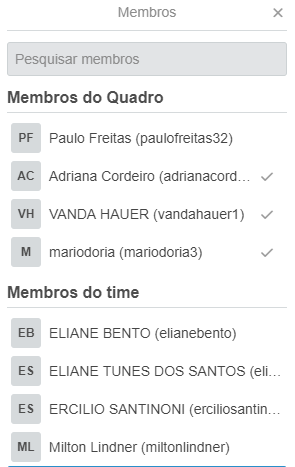 Membros ×
Pesquisar membros
Membros do Quadro
PF Paulo Freitas (paulofreitas32)
AC Adriana Cordeiro (adrianacord...
VH VANDA HAUER (vandahauer1)
M mariodoria (mariodoria3)
Membros do time
EB ELIANE BENTO (elianebento)
ES ELIANE TUNES DOS SANTOS (eli...
ES ERCILIO SANTINONI (erciliosantin...
ML Milton Lindner (miltonlindner)